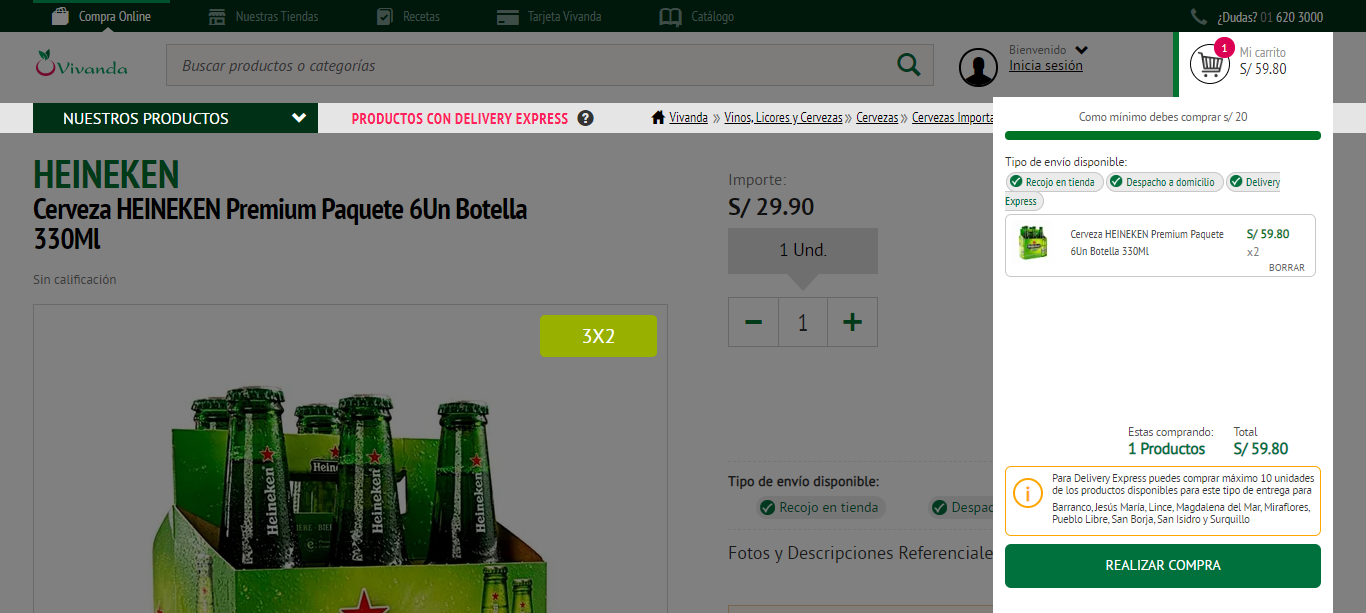 Compra Online
Nuestras Tiendas
Recetas
Tarjeta Vivanda
Catálogo
¿Dudas? 01 620 3000
Vivanda
Buscar productos o categorías
Bienvenido
Inicia sesión
1
Mi carrito
S/ 59.80
NUESTROS PRODUCTOS
PRODUCTOS CON DELIVERY EXPRESS ?
Vivanda » Vinos, Licores y Cervezas » Cervezas » Cervezas Importa
HEINEKEN
Cerveza HEINEKEN Premium Paquete 6Un Botella
330Ml
Sin calificación
3X2
Heineken
Heineken
Heineken
Importe:
S/ 29.90
1 Und.
1
Tipo de envío disponible:
Recojo en tienda
Despac
Fotos y Descripciones Referenciale
Como mínimo debes comprar s/ 20
Tipo de envío disponible:
Recojo en tienda
Despacho a domicilio
Delivery
Express
Cerveza HEINEKEN Premium Paquete
6Un Botella 330Ml
S/ 59.80
x2
BORRAR
Estas comprando:
1 Productos
Total
S/ 59.80
Para Delivery Express puedes comprar máximo 10 unidades
de los productos disponibles para este tipo de entrega para
Barranco, Jesús María, Lince, Magdalena del Mar, Miraflores,
Pueblo Libre, San Borja, San Isidro y Surquillo
REALIZAR COMPRA